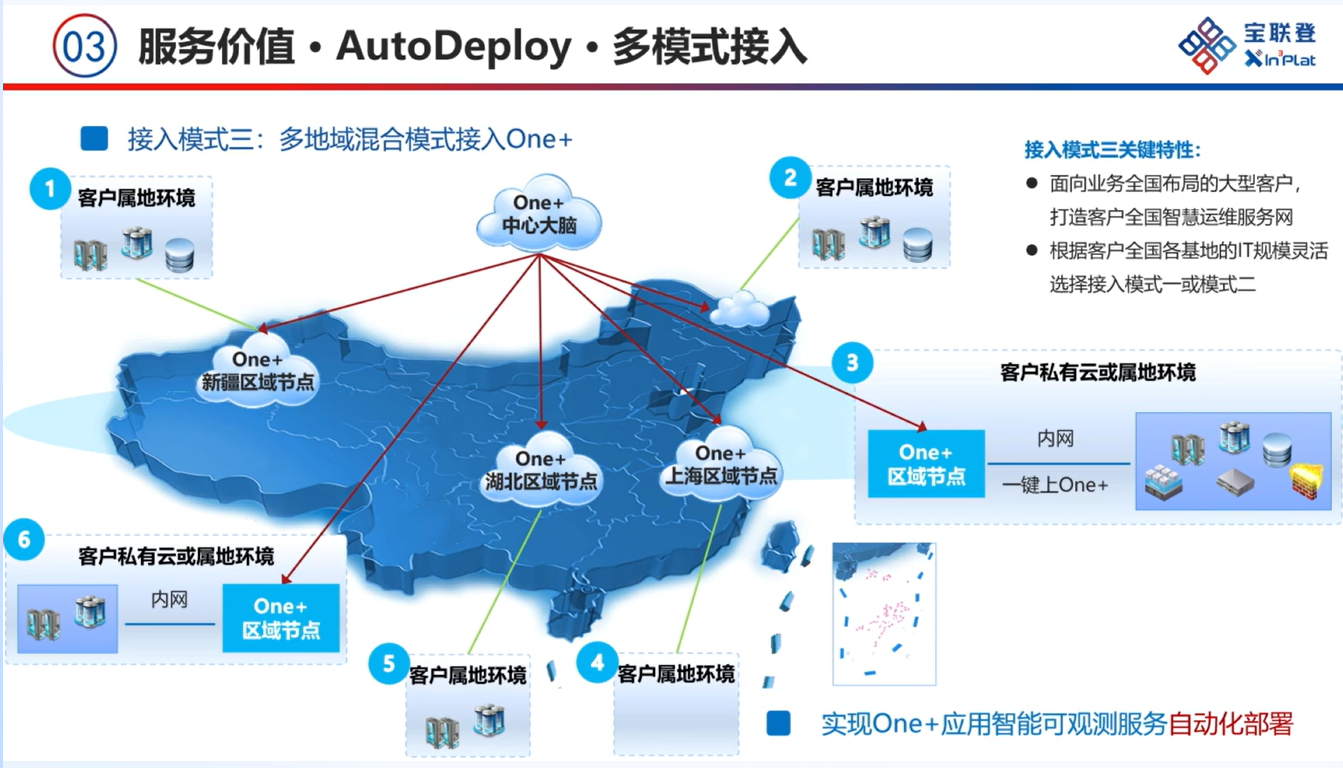 03
服务价值·AutoDeploy·多模式接入
宝联登
Xin³Plat
接入模式三：多地域混合模式接入One+
接入模式三关键特性：
● 面向业务全国布局的大型客户，
打造客户全国智慧运维服务网
● 根据客户全国各基地的IT规模灵活
选择接入模式一或模式二
1
客户属地环境
One+
中心大脑
2
客户属地环境
One+
新疆区域节点
3
客户私有云或属地环境
One+
区域节点
内网
一键上One+
One+
湖北区域节点
One+
上海区域节点
6
客户私有云或属地环境
内网
One+
区域节点
5
客户属地环境
4
客户属地环境
实现One+应用智能可观测服务自动化部署